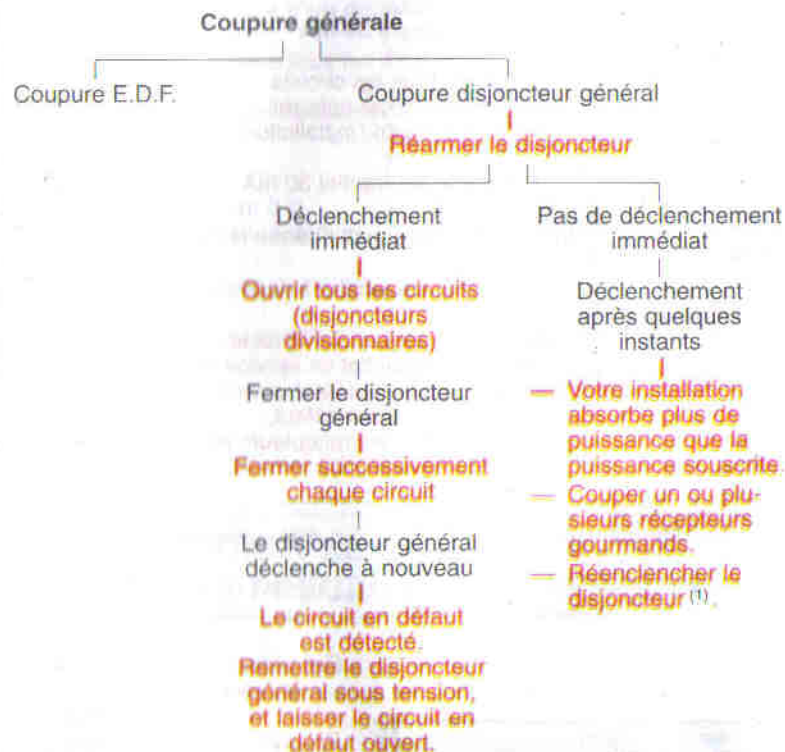 Coupure générale
Coupure E.D.F.
Coupure disjoncteur général
Réarmer le disjoncteur
Déclenchement
immédiat
Ouvrir tous les circuits
(disjoncteurs
divisionnaires)
Fermer le disjoncteur
général
Fermer successivement
chaque circuit
Le disjoncteur général
déclenche à nouveau
Le circuit en défaut
est détecté.
Remettre le disjoncteur
général sous tension,
et laisser le circuit en
défaut ouvert.
Pas de déclenchement
immédiat
Déclenchement
après quelques
instants
— Votre installation
absorbe plus de
puissance que la
puissance souscrite.
— Couper un ou plu-
sieurs récepteurs
gourmands.
— Réenclencher le
disjoncteur (1).